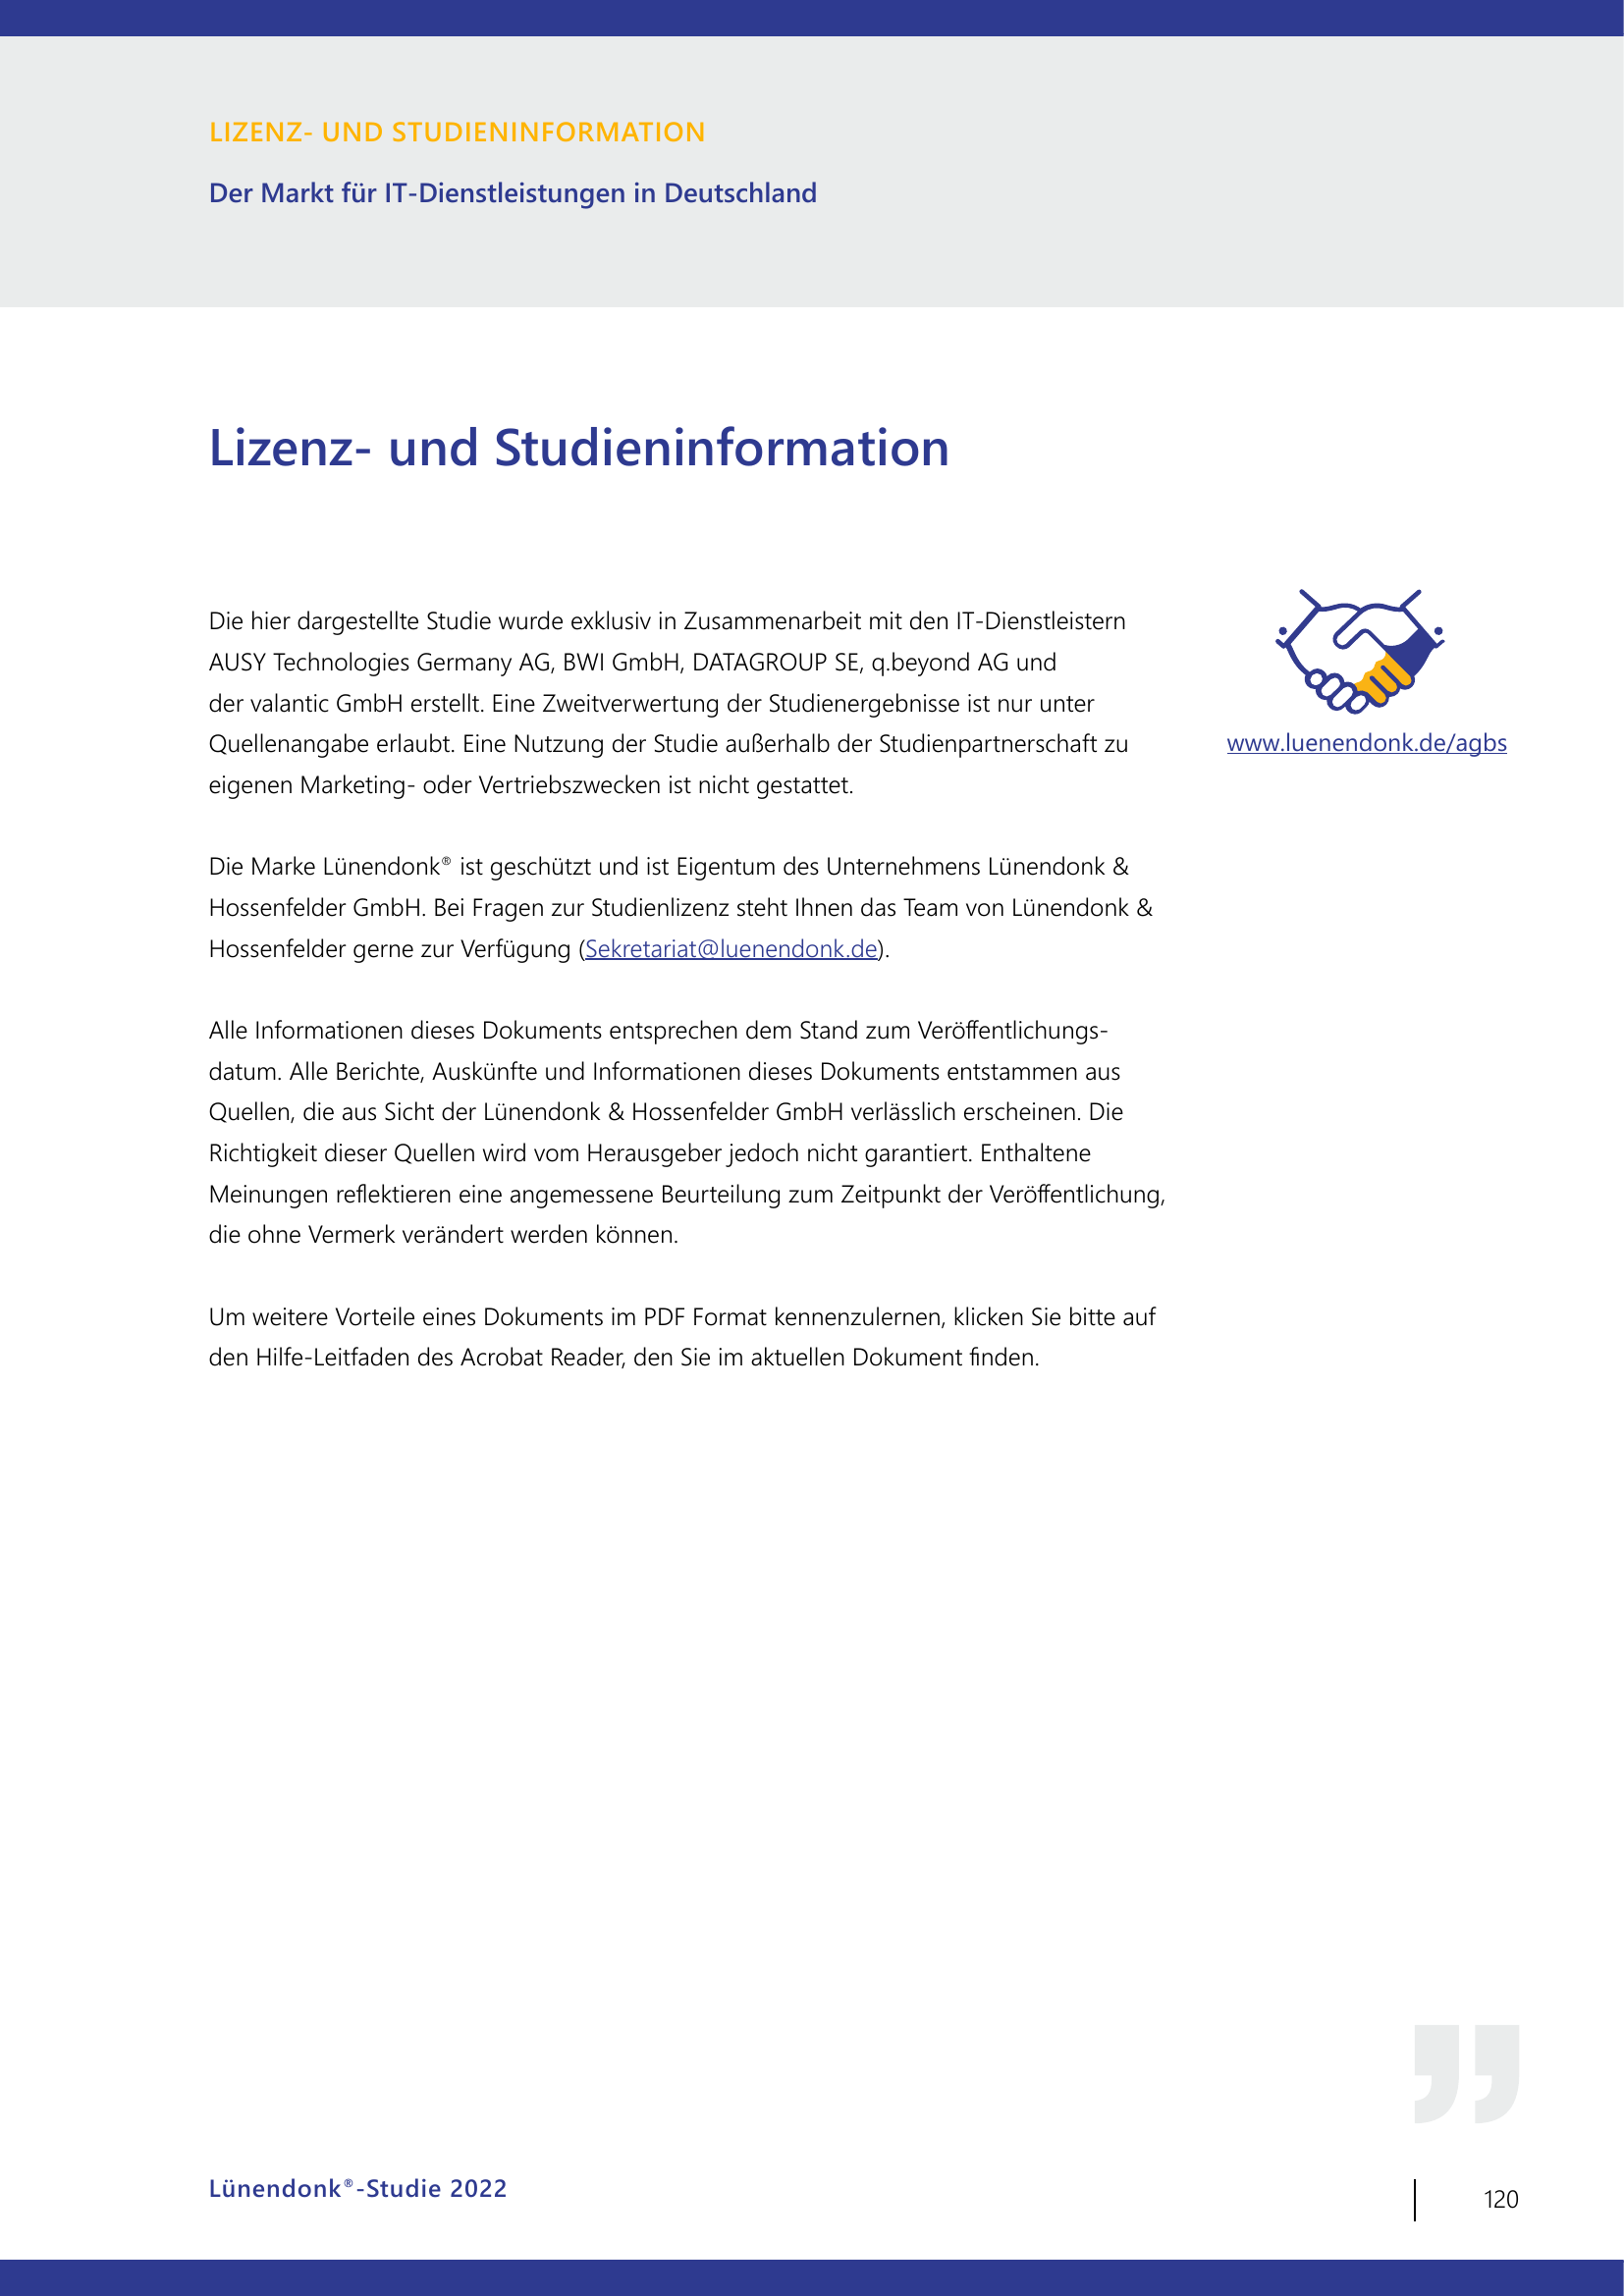 LIZENZ- UND STUDIENINFORMATION
Der Markt für IT-Dienstleistungen in Deutschland
Lizenz- und Studieninformation
Die hier dargestellte Studie wurde exklusiv in Zusammenarbeit mit den IT-Dienstleistern
AUSY Technologies Germany AG, BWI GmbH, DATAGROUP SE, q.beyond AG und
der valantic GmbH erstellt. Eine Zweitverwertung der Studienergebnisse ist nur unter
Quellenangabe erlaubt. Eine Nutzung der Studie außerhalb der Studienpartnerschaft zu
eigenen Marketing- oder Vertriebszwecken ist nicht gestattet.
www.luenendonk.de/agbs
Die Marke Lünendonk® ist geschützt und ist Eigentum des Unternehmens Lünendonk &
Hossenfelder GmbH. Bei Fragen zur Studienlizenz steht Ihnen das Team von Lünendonk &
Hossenfelder gerne zur Verfügung (Sekretariat@luenendonk.de).
Alle Informationen dieses Dokuments entsprechen dem Stand zum Veröffentlichungs-
datum. Alle Berichte, Auskünfte und Informationen dieses Dokuments entstammen aus
Quellen, die aus Sicht der Lünendonk & Hossenfelder GmbH verlässlich erscheinen. Die
Richtigkeit dieser Quellen wird vom Herausgeber jedoch nicht garantiert. Enthaltene
Meinungen reflektieren eine angemessene Beurteilung zum Zeitpunkt der Veröffentlichung,
die ohne Vermerk verändert werden können.
Um weitere Vorteile eines Dokuments im PDF Format kennenzulernen, klicken Sie bitte auf
den Hilfe-Leitfaden des Acrobat Reader, den Sie im aktuellen Dokument finden.
Lünendonk®-Studie 2022
120